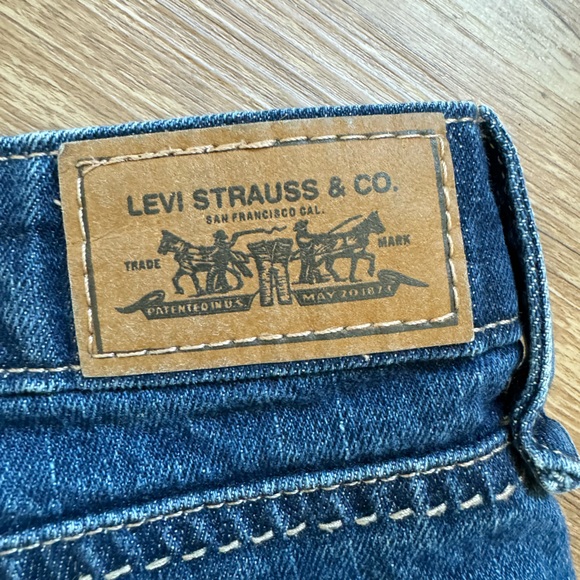 LEVI STRAUSS & CO.
SAN FRANCISCO CAL.
TRADE MARK
PATENTED IN U.S. MAY 20 1873